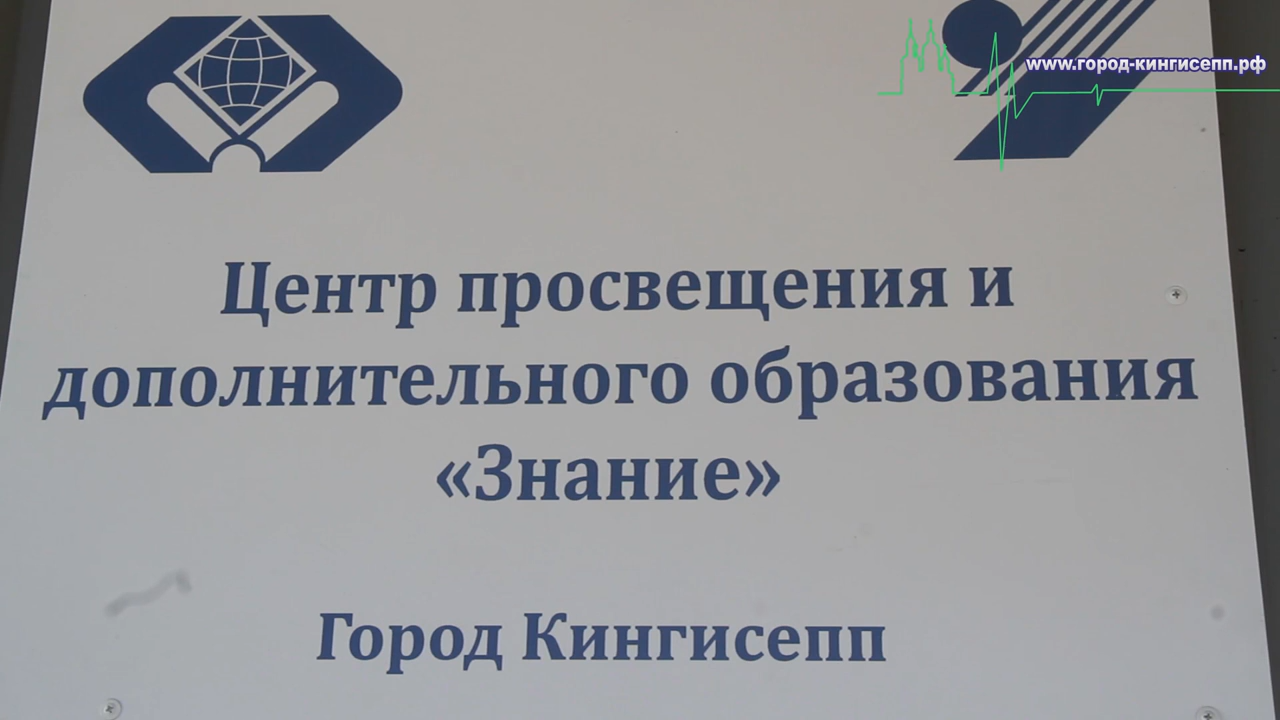 www.город-кингисепп.рф
Центр просвещения и
дополнительного образования
«Знание»
Город Кингисепп